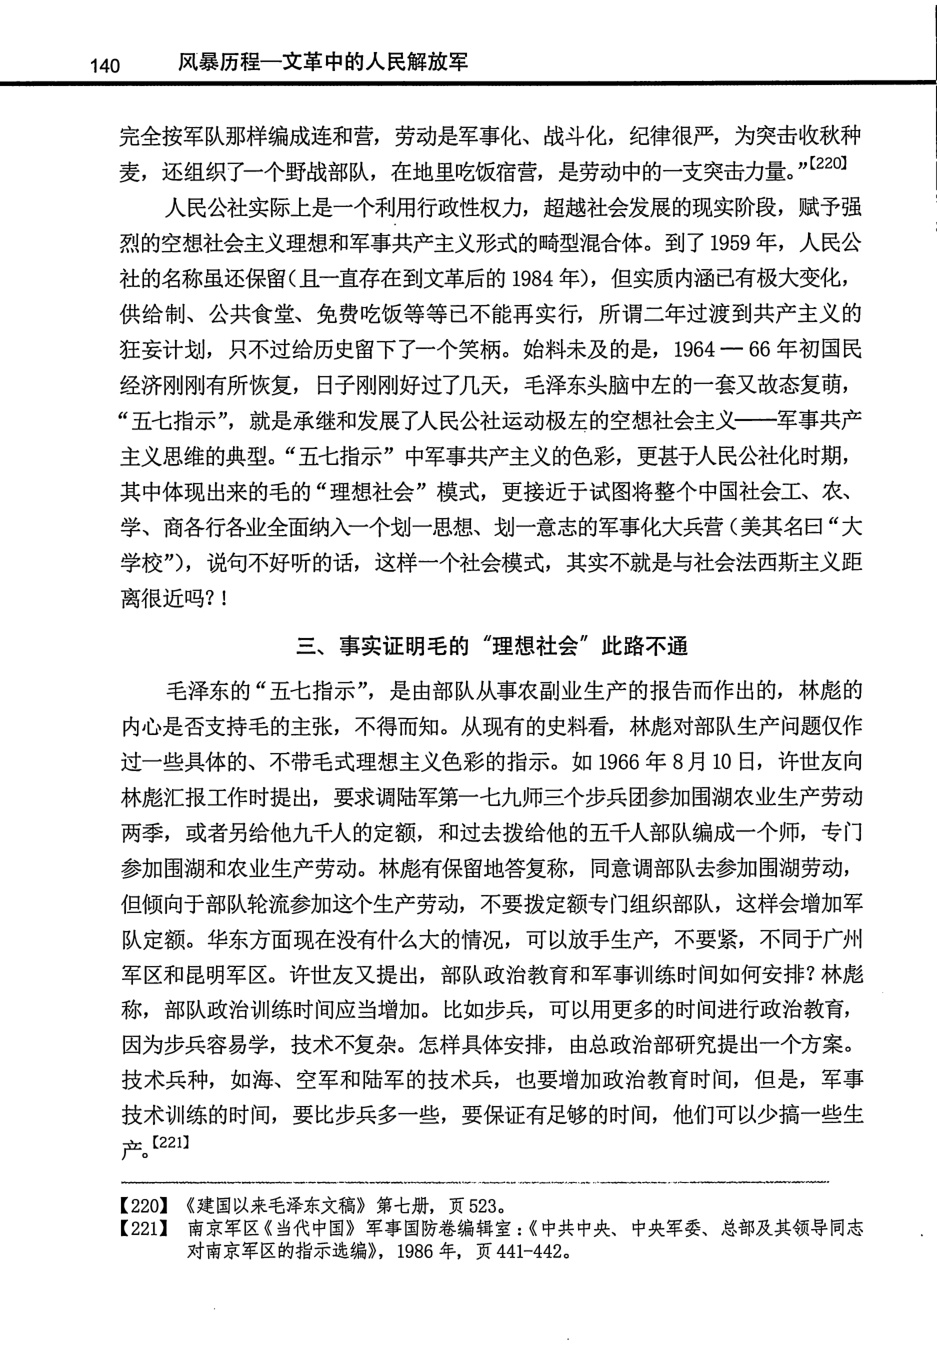 140 风暴历程—文革中的人民解放军
完全按军队那样编成连和营，劳动是军事化、战斗化，纪律很严，为突击收秋种
麦，还组织了一个野战部队，在地里吃饭宿营，是劳动中的一支突击力量。”【220】
人民公社实际上是一个利用行政性权力，超越社会发展的现实阶段，赋予强
烈的空想社会主义理想和军事共产主义形式的畸型混合体。到了1959年，人民公
社的名称虽还保留（且一直存在到文革后的1984年），但实质内涵已有极大变化，
供给制、公共食堂、免费吃饭等等已不能再实行，所谓二年过渡到共产主义的
狂妄计划，只不过给历史留下了一个笑柄。始料未及的是，1964—66年初国民
经济刚刚有所恢复，日子刚刚好过了几天，毛泽东头脑中左的一套又故态复萌，
“五七指示”，就是承继和发展了人民公社运动极左的空想社会主义——军事共产
主义思维的典型。“五七指示”中军事共产主义的色彩，更甚于人民公社化时期，
其中体现出来的毛的“理想社会”模式，更接近于试图将整个中国社会工、农、
学、商各行各业全面纳入一个划一思想、划一意志的军事化大兵营（美其名曰“大
学校”），说句不好听的话，这样一个社会模式，其实不就是与社会法西斯主义距
离很近吗？！
三、事实证明毛的“理想社会”此路不通
毛泽东的“五七指示”，是由部队从事农副业生产的报告而作出的，林彪的
内心是否支持毛的主张，不得而知。从现有的史料看，林彪对部队生产问题仅作
过一些具体的、不带毛式理想主义色彩的指示。如1966年8月10日，许世友向
林彪汇报工作时提出，要求调陆军第一七九师三个步兵团参加围湖农业生产劳动
两季，或者另给他九千人的定额，和过去拨给他的五千人部队编成一个师，专门
参加围湖和农业生产劳动。林彪有保留地答复称，同意调部队去参加围湖劳动，
但倾向于部队轮流参加这个生产劳动，不要拨定额专门组织部队，这样会增加军
队定额。华东方面现在没有什么大的情况，可以放手生产，不要紧，不同于广州
军区和昆明军区。许世友又提出，部队政治教育和军事训练时间如何安排？林彪
称，部队政治训练时间应当增加。比如步兵，可以用更多的时间进行政治教育，
因为步兵容易学，技术不复杂。怎样具体安排，由总政治部研究提出一个方案。
技术兵种，如海、空军和陆军的技术兵，也要增加政治教育时间，但是，军事
技术训练的时间，要比步兵多一些，要保证有足够的时间，他们可以少搞一些生
产。【221】
【220】《建国以来毛泽东文稿》第七册，页523。
【221】 南京军区《当代中国》军事国防卷编辑室：《中共中央、中央军委、总部及其领导同志
对南京军区的指示选编》，1986年，页441-442。